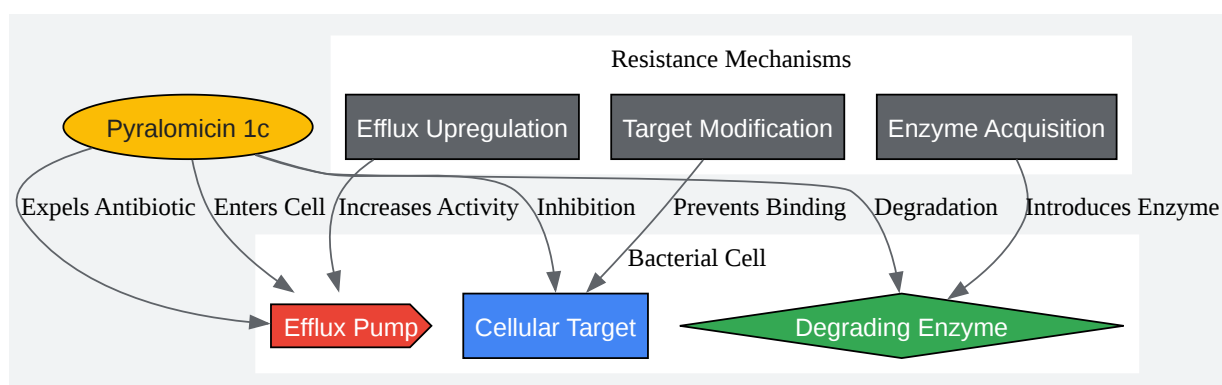 Resistance Mechanisms
Pyralomicin 1c
Efflux Upregulation
Target Modification
Enzyme Acquisition
Expels Antibiotic
Enters Cell
Increases Activity
Inhibition
Prevents Binding
Degradation
Introduces Enzyme
Bacterial Cell
Efflux Pump
Cellular Target
Degrading Enzyme